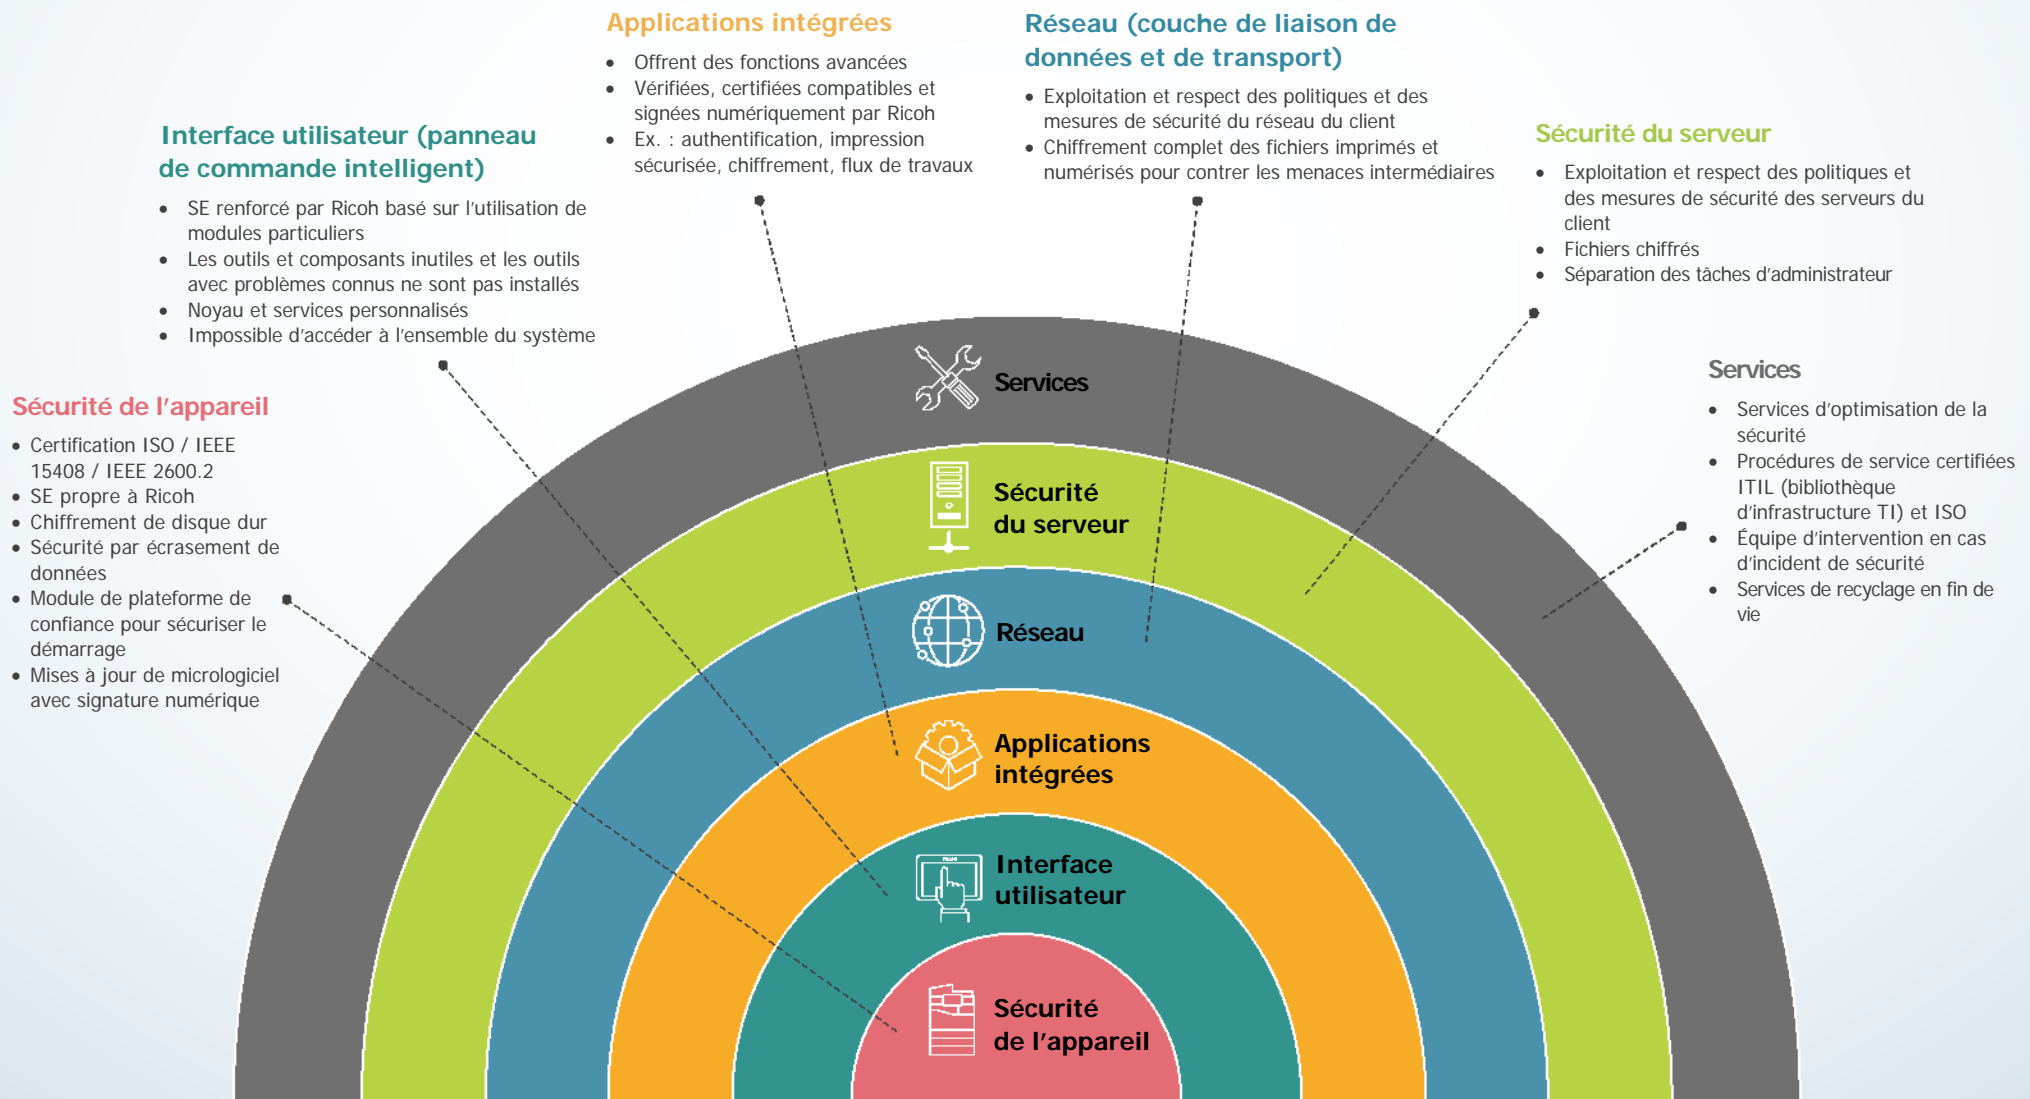 Applications intégrées
• Offrent des fonctions avancées
• Vérifiées, certifiées compatibles et
signées numériquement par Ricoh
• Ex. : authentification, impression
sécurisée, chiffrement, flux de travaux
Réseau (couche de liaison de
données et de transport)
• Exploitation et respect des politiques et des
mesures de sécurité du réseau du client
• Chiffrement complet des fichiers imprimés et
numérisés pour contrer les menaces intermédiaires
Interface utilisateur (panneau
de commande intelligent)
• SE renforcé par Ricoh basé sur l'utilisation de
modules particuliers
• Les outils et composants inutiles et les outils
avec problèmes connus ne sont pas installés
• Noyau et services personnalisés
• Impossible d'accéder à l'ensemble du système
Sécurité du serveur
• Exploitation et respect des politiques et
des mesures de sécurité des serveurs du
client
• Fichiers chiffrés
• Séparation des tâches d'administrateur
Sécurité de l'appareil
• Certification ISO / IEEE
15408 / IEEE 2600.2
• SE propre à Ricoh
• Chiffrement de disque dur
• Sécurité par écrasement de
données
• Module de plateforme de
confiance pour sécuriser le
démarrage
• Mises à jour de micrologiciel
avec signature numérique
Services
• Services d'optimisation de la
sécurité
• Procédures de service certifiées
ITIL (bibliothèque
d'infrastructure TI) et ISO
• Équipe d'intervention en cas
d'incident de sécurité
• Services de recyclage en fin de
vie
Services
Sécurité
du serveur
Réseau
Applications
intégrées
Interface
utilisateur
Sécurité
de l'appareil